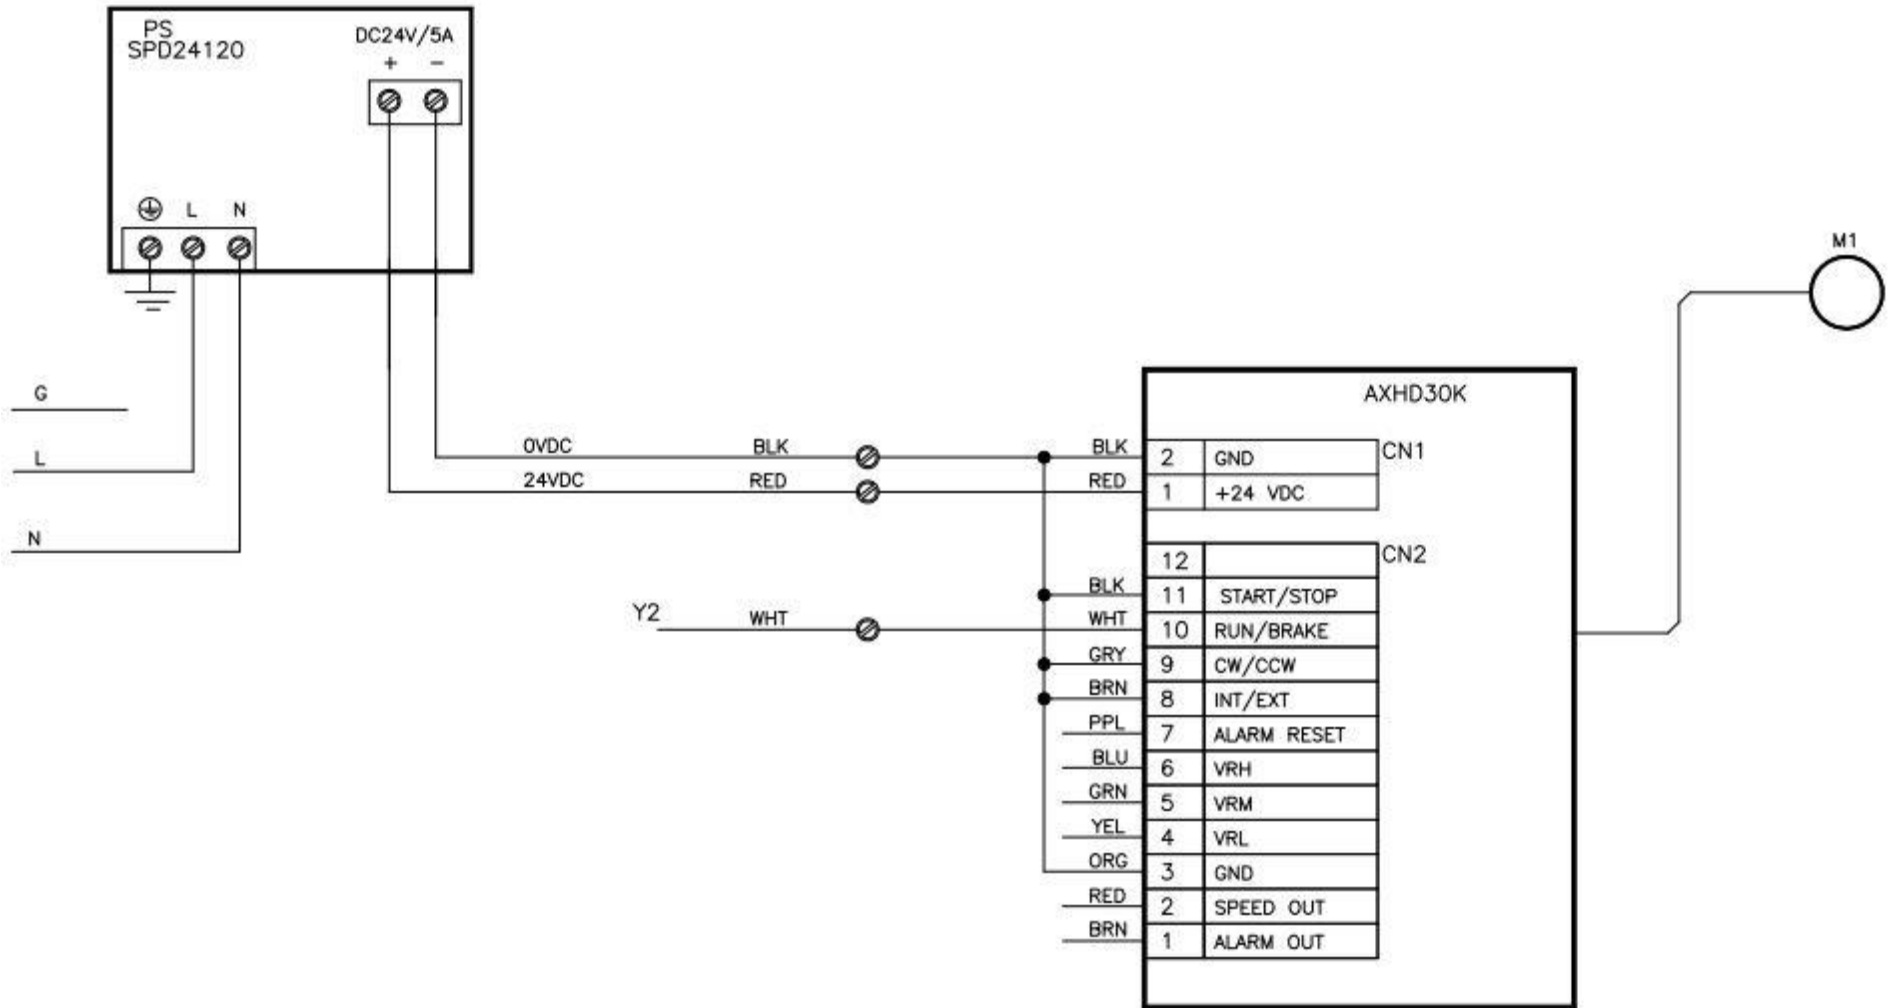 PS
SPD24120
DC24V/5A
+ -
L N
M1
G
L
N
AXHD30K
0VDC BLK BLK 2 GND CN1
24VDC RED RED 1 +24 VDC
12 CN2
BLK 11 START/STOP
Y2 WHT WHT 10 RUN/BRAKE
GRY 9 CW/CCW
BRN 8 INT/EXT
PPL 7 ALARM RESET
BLU 6 VRH
GRN 5 VRM
YEL 4 VRL
ORG 3 GND
RED 2 SPEED OUT
BRN 1 ALARM OUT